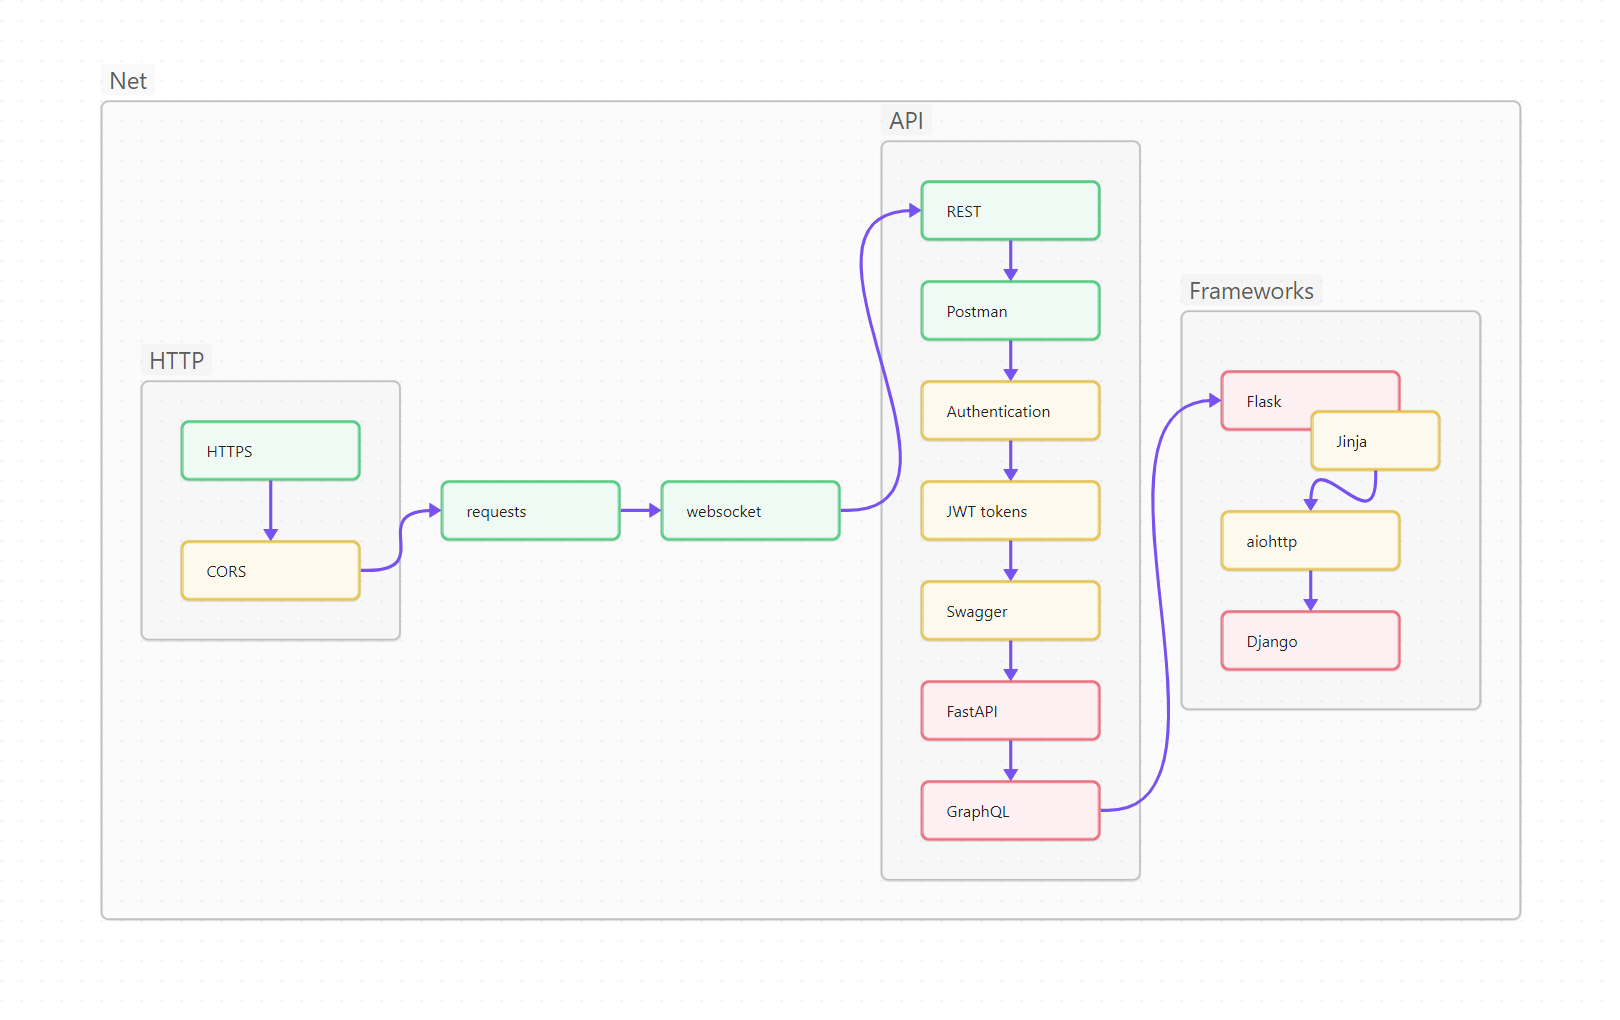 Net
HTTP
HTTPS
CORS
requests
websocket
API
REST
Postman
Authentication
JWT tokens
Swagger
FastAPI
GraphQL
Frameworks
Flask
Jinja
aiohttp
Django